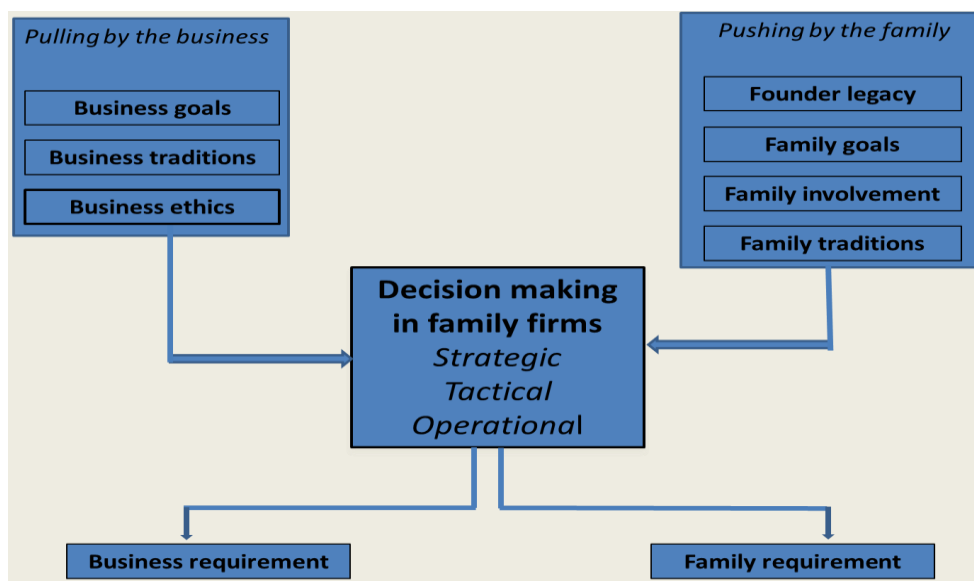 Pulling by the business
Business goals
Business traditions
Business ethics
Pushing by the family
Founder legacy
Family goals
Family involvement
Family traditions
Decision making
in family firms
Strategic
Tactical
Operational
Business requirement
Family requirement